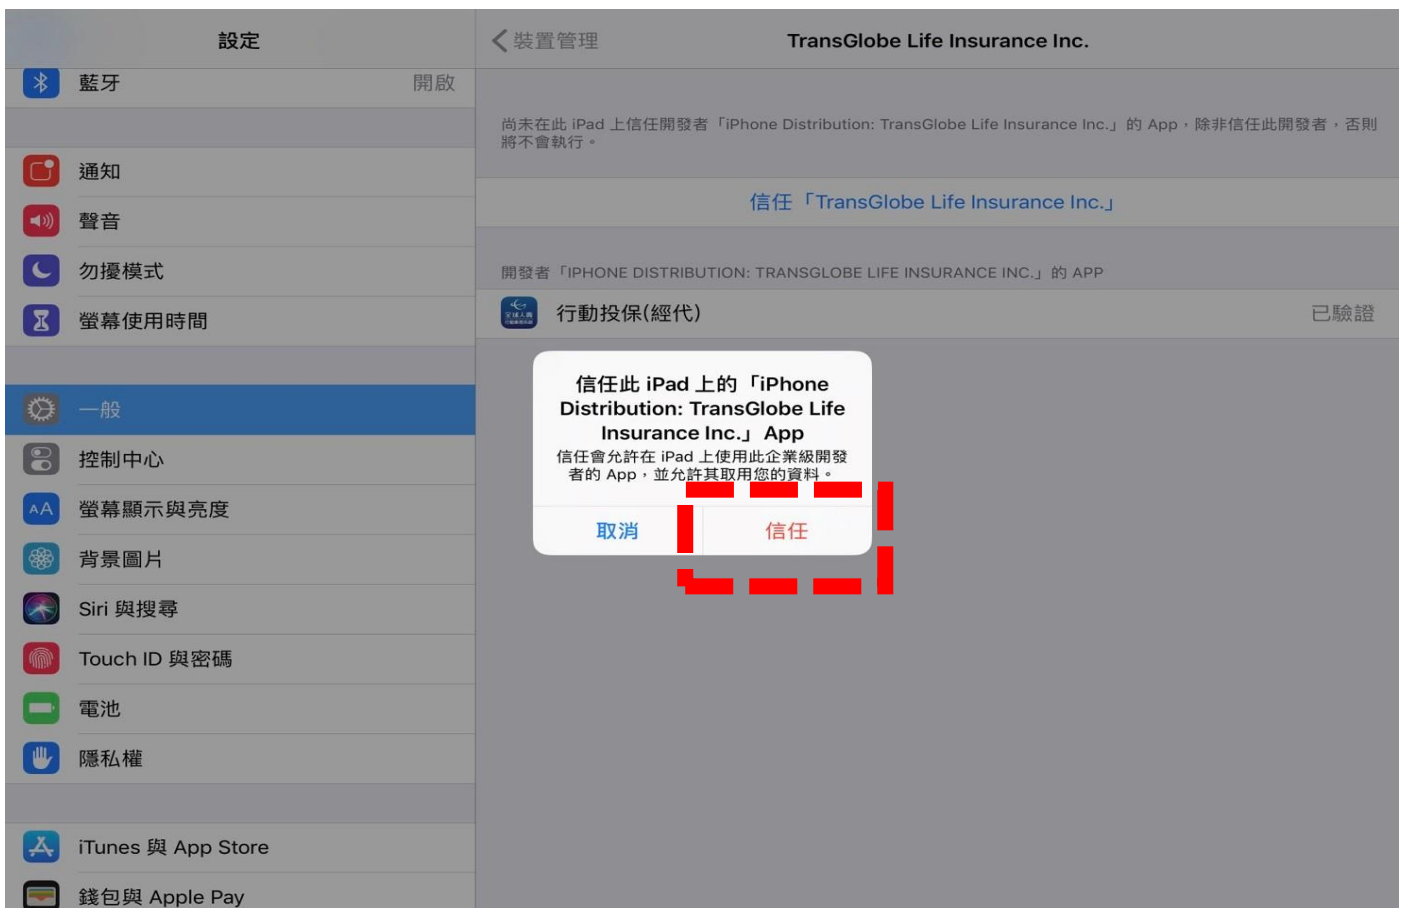 設定
藍牙
開啟
通知
聲音
勿擾模式
螢幕使用時間
一般
控制中心
AA
螢幕顯示與亮度
背景圖片
Siri 與搜尋
Touch ID 與密碼
電池
隱私權
iTunes 與 App Store
錢包與 Apple Pay
裝置管理
TransGlobe Life Insurance Inc.
尚未在此 iPad 上信任開發者「iPhone Distribution: TransGlobe Life Insurance Inc.」的 App，除非信任此開發者，否則
將不會執行。
信任「TransGlobe Life Insurance Inc.」
開發者「IPHONE DISTRIBUTION: TRANSGLOBE LIFE INSURANCE INC.」的 APP
全球人壽
行動投保(經代)
已驗證
信任此 iPad 上的「iPhone
Distribution: TransGlobe Life
Insurance Inc.」App
信任會允許在 iPad 上使用此企業級開發
者的 App，並允許其取用您的資料。
取消
信任